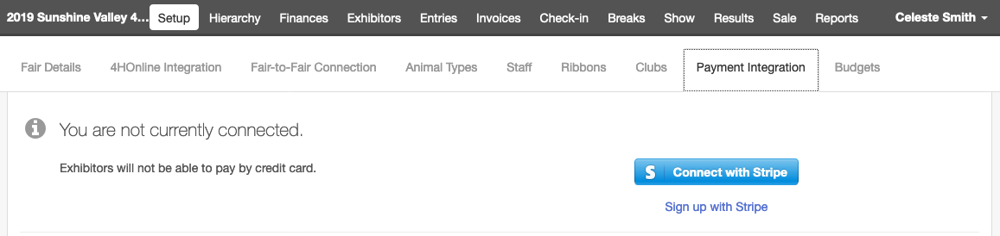 2019 Sunshine Valley 4... Setup Hierarchy Finances Exhibitors Entries Invoices Check-in Breaks Show Results Sale Reports Celeste Smith
Fair Details 4HOnline Integration Fair-to-Fair Connection Animal Types Staff Ribbons Clubs Payment Integration Budgets
You are not currently connected.
Exhibitors will not be able to pay by credit card.
S Connect with Stripe
Sign up with Stripe